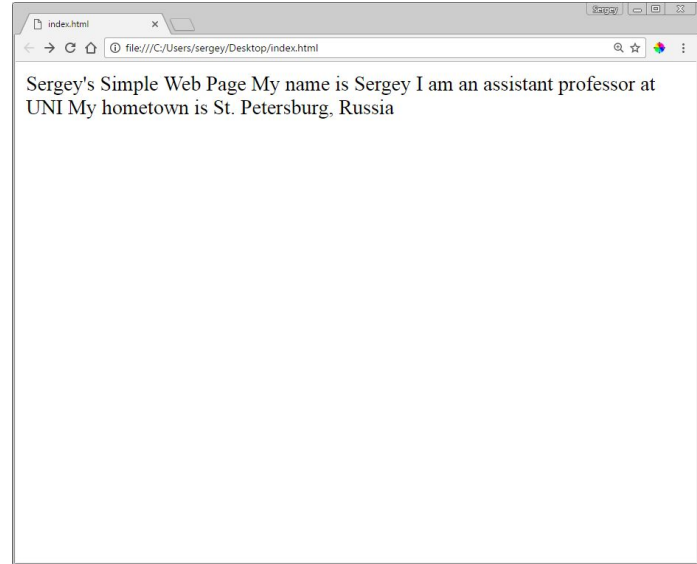 Sergey
index.html
file:///C:/Users/sergey/Desktop/index.html
Sergey's Simple Web Page My name is Sergey I am an assistant professor at
UNI My hometown is St. Petersburg, Russia